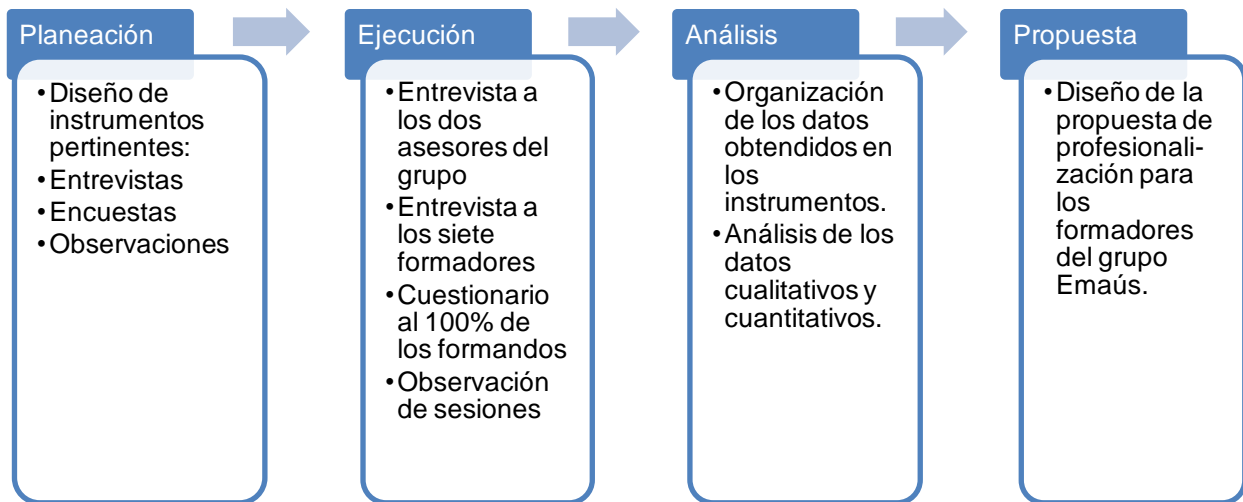 Planeación
•Diseño de
instrumentos
pertinentes:
•Entrevistas
•Encuestas
•Observaciones
Ejecución
•Entrevista a
los dos
asesores del
grupo
•Entrevista a
los siete
formadores
•Cuestionario
al 100% de
los formandos
•Observación
de sesiones
Análisis
•Organización
de los datos
obtendidos en
los
instrumentos.
•Análisis de los
datos
cualitativos y
cuantitativos.
Propuesta
•Diseño de la
propuesta de
profesionali-
zación para
los
formadores
del grupo
Emaús.